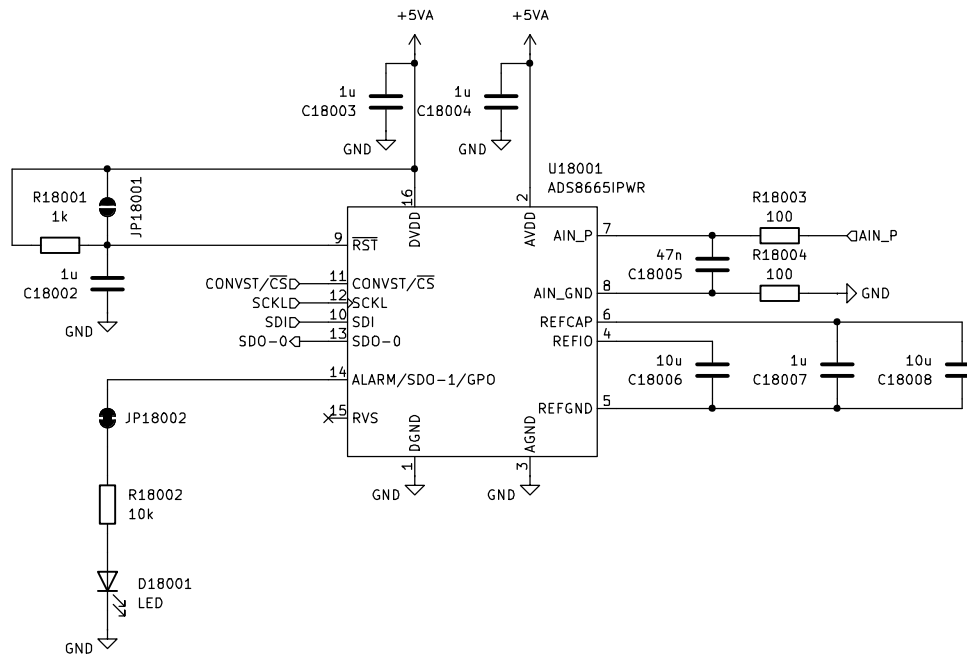 +5VA
+5VA
1u
C18003
1u
C18004
GND
GND
U18001
ADS8665IPWR
R18001
1k
JP18001
16
DVDD
2
AVDD
R18003
100
9
RST
AIN_P
7
AIN_P
1u
C18002
47n
C18005
R18004
100
CONVST/CS
11
CONVST/CS
SCKL
12
SCKL
AIN_GND
8
GND
SDI
10
SDI
REFCAP
6
GND
SDO-0
13
SDO-0
REFIO
4
10u
C18006
1u
C18007
10u
C18008
14
ALARM/SDO-1/GPO
JP18002
15
RVS
REFGND
5
DGND
1
AGND
3
GND
GND
R18002
10k
D18001
LED
GND